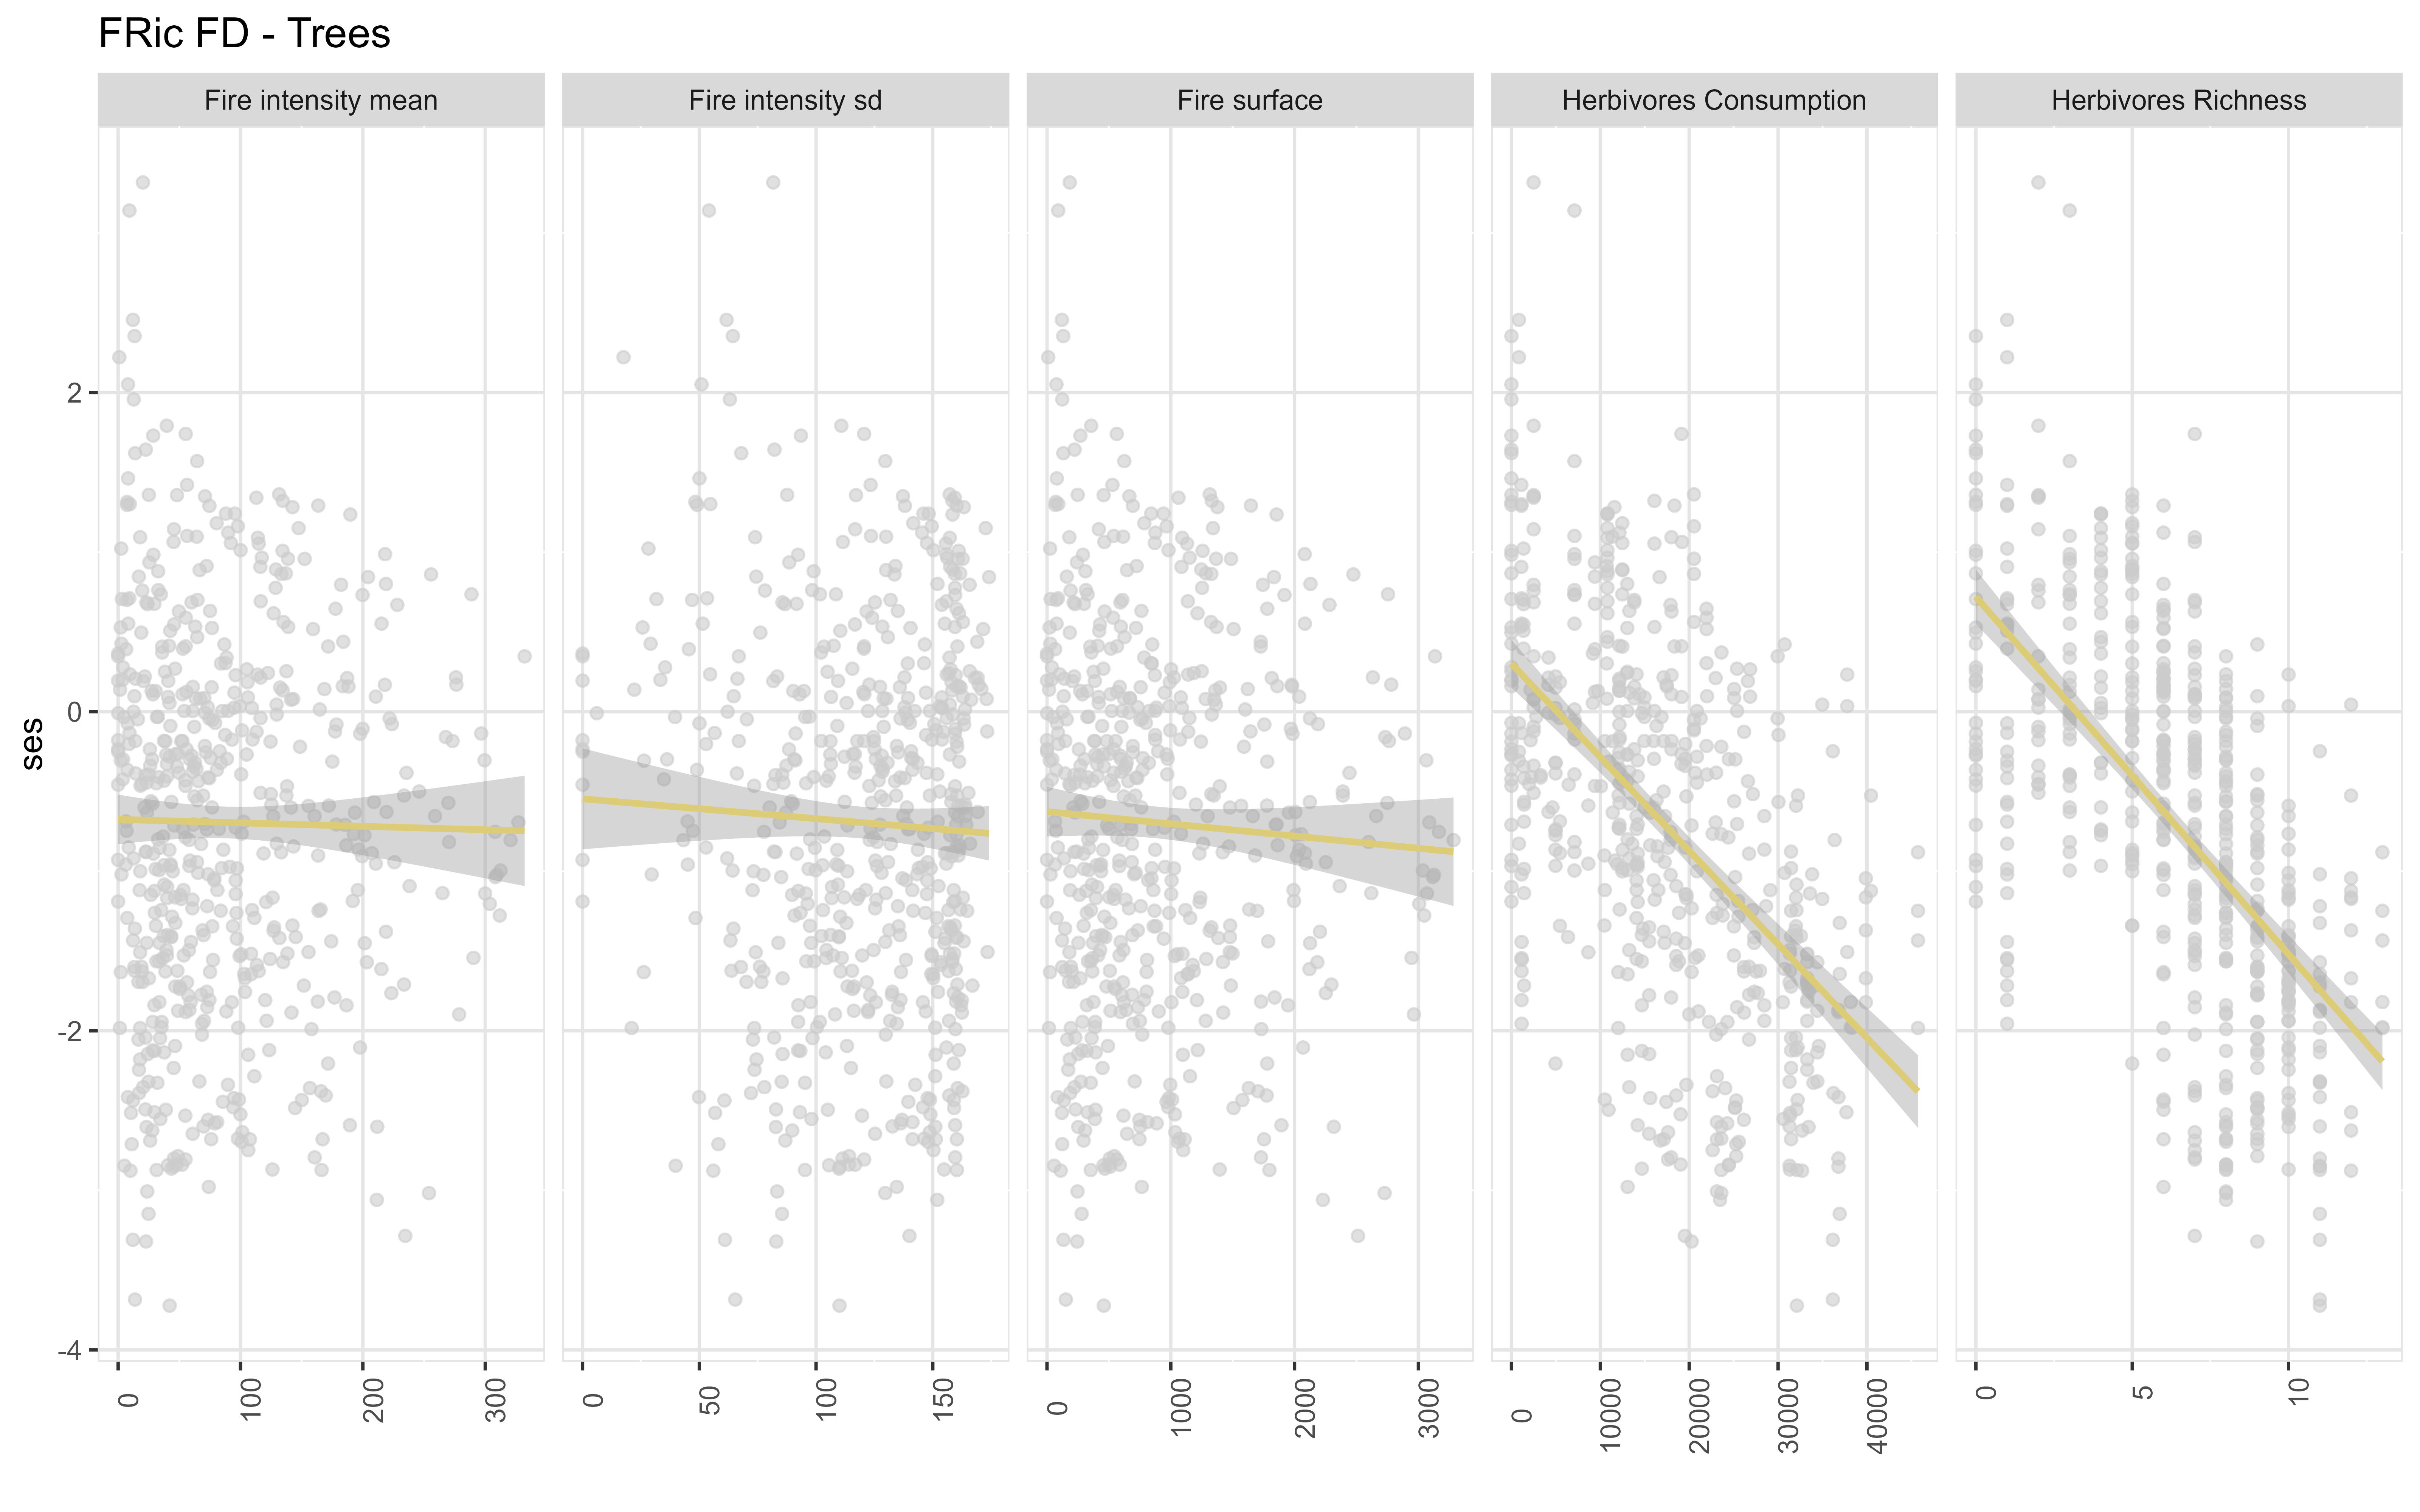 FRic FD - Trees
Fire intensity mean
Fire intensity sd
Fire surface
Herbivores Consumption
Herbivores Richness
ses
2
0
-2
-4
0 100 200 300
0 50 100 150
0 1000 2000 3000
0 10000 20000 30000 40000
0 5 10